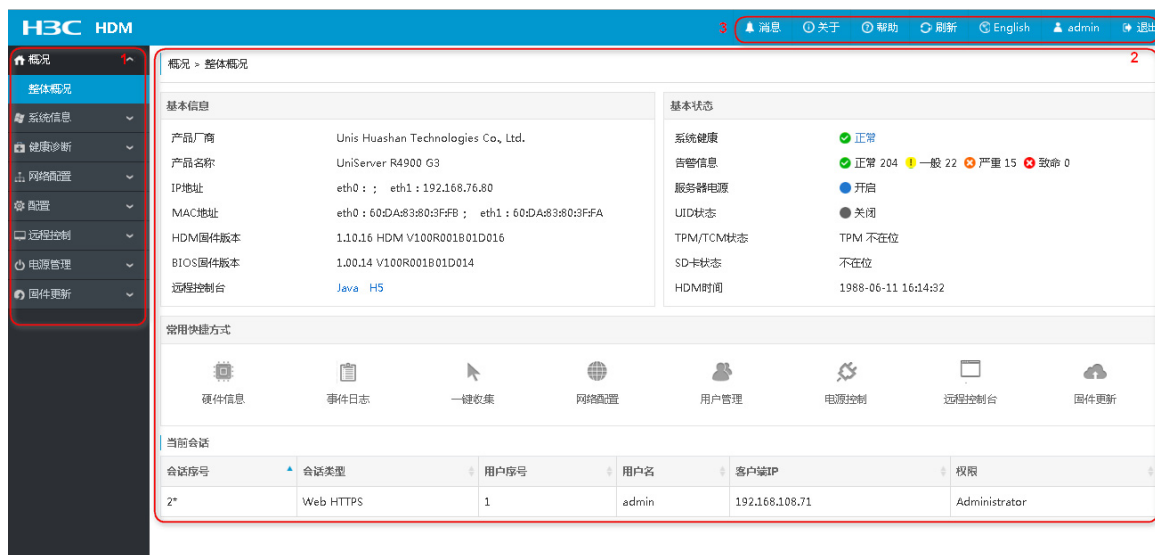 H3C HDM
3 消息 关于 帮助 刷新 English admin 退出
概况 1
整体概况
系统信息
健康诊断
网络配置
配置
远程控制
电源管理
固件更新
概况 > 整体概况 2
基本信息
产品厂商 Unis Huashan Technologies Co., Ltd.
产品名称 UniServer R4900 G3
IP地址 eth0：； eth1：192.168.76.80
MAC地址 eth0：60:DA:83:80:3F:FB； eth1：60:DA:83:80:3F:FA
HDM固件版本 1.10.16 HDM V100R001B01D016
BIOS固件版本 1.00.14 V100R001B01D014
远程控制台 Java H5
基本状态
系统健康 正常
告警信息 正常 204 一般 22 严重 15 致命 0
服务器电源 开启
UID状态 关闭
TPM/TCM状态 TPM 不在位
SD卡状态 不在位
HDM时间 1988-06-11 16:14:32
常用快捷方式
硬件信息 事件日志 一键收集 网络配置 用户管理 电源控制 远程控制台 固件更新
当前会话
会话序号 会话类型 用户序号 用户名 客户端IP 权限
2* Web HTTPS 1 admin 192.168.108.71 Administrator